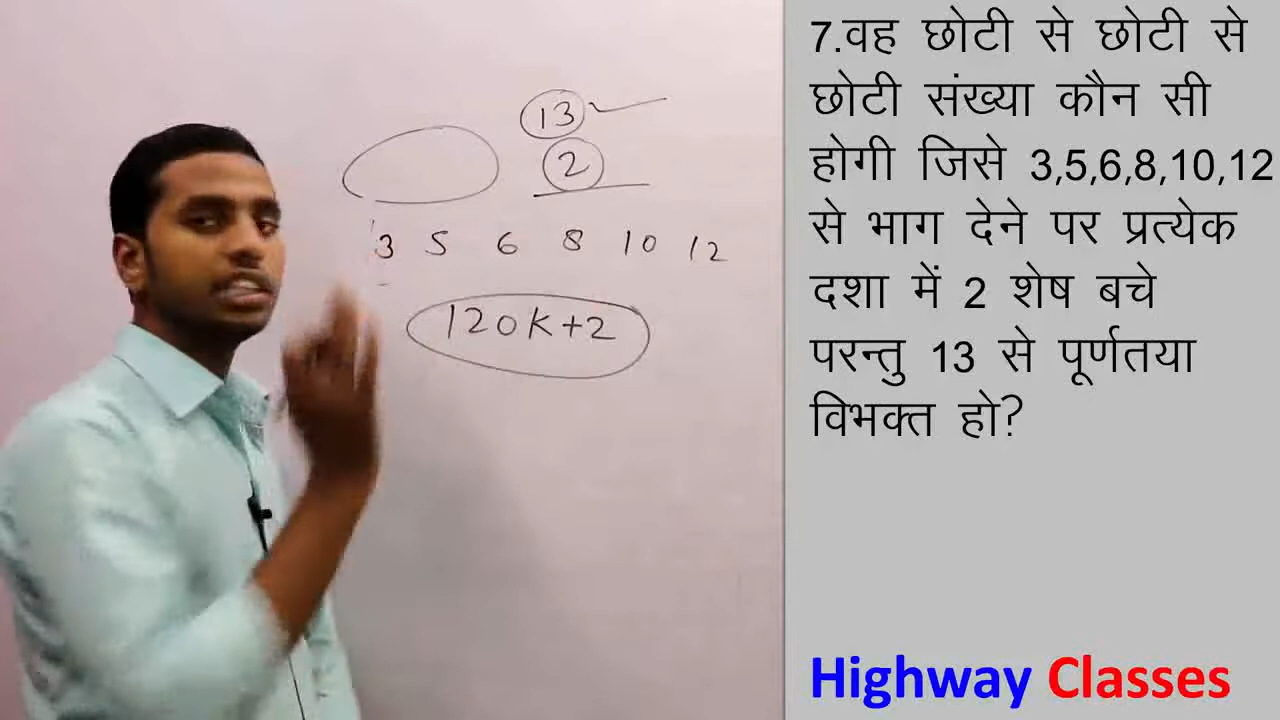 13
2
3 5 6 8 10 12
120K+2
7.वह छोटी से छोटी से
छोटी संख्या कौन सी
होगी जिसे 3,5,6,8,10,12
से भाग देने पर प्रत्येक
दशा में 2 शेष बचे
परन्तु 13 से पूर्णतया
विभक्त हो?
Highway Classes